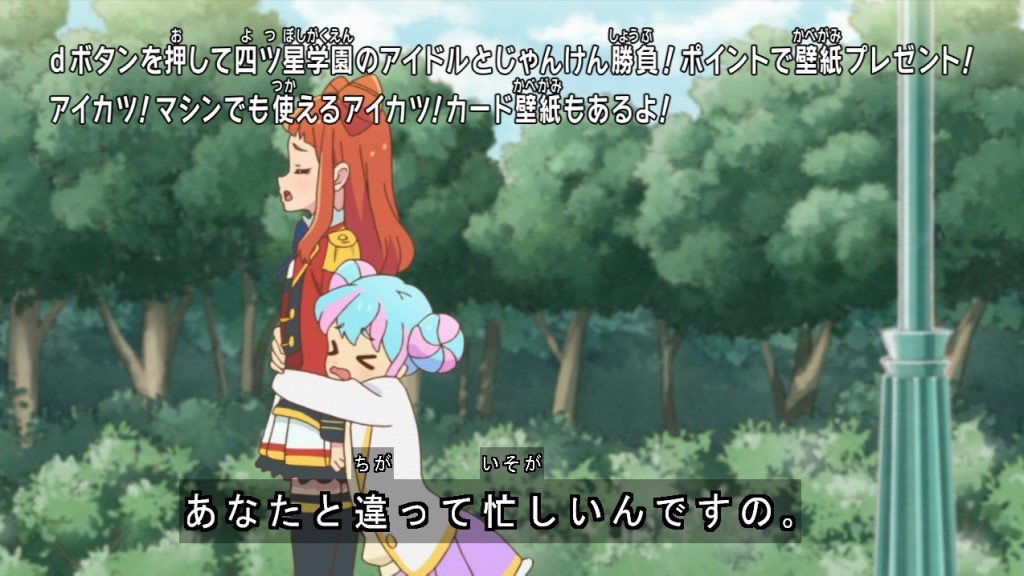 dボタンを押して四ツ星学園のアイドルとじゃんけん勝負！ポイントで壁紙プレゼント！
アイカツ！マシンでも使えるアイカツ！カード壁紙もあるよ！
あなたと違って忙しいんですの。